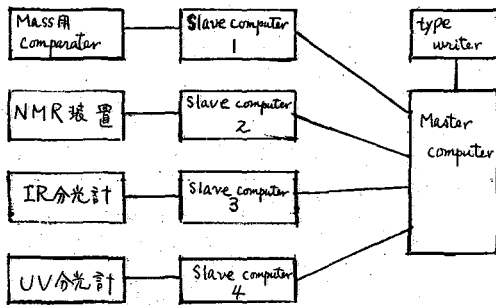 Mass用
comparater
Slave computer
1
type
writer
NMR装置
Slave computer
2
Master
computer
IR分光計
Slave computer
3
UV分光計
Slave computer
4